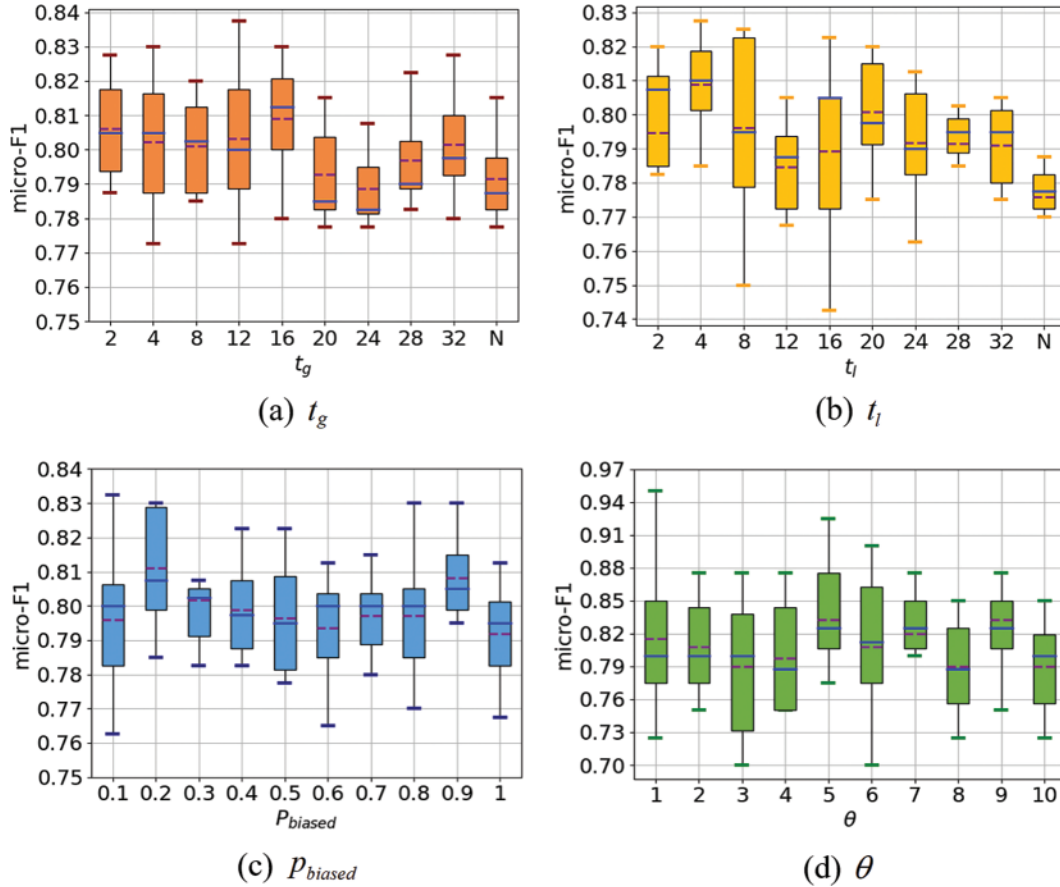 0.84
0.83
0.82
0.81
0.80
0.79
0.78
0.77
0.76
0.75
micro-F1
2 4 8 12 16 20 24 28 32 N
t_g
(a) t_g
0.83
0.82
0.81
0.80
0.79
0.78
0.77
0.76
0.75
0.74
micro-F1
2 4 8 12 16 20 24 28 32 N
t_l
(b) t_l
0.84
0.83
0.82
0.81
0.80
0.79
0.78
0.77
0.76
0.75
micro-F1
0.1 0.2 0.3 0.4 0.5 0.6 0.7 0.8 0.9 1
P_biased
(c) p_biased
0.97
0.94
0.91
0.88
0.85
0.82
0.79
0.76
0.73
0.70
micro-F1
1 2 3 4 5 6 7 8 9 10
θ
(d) θ